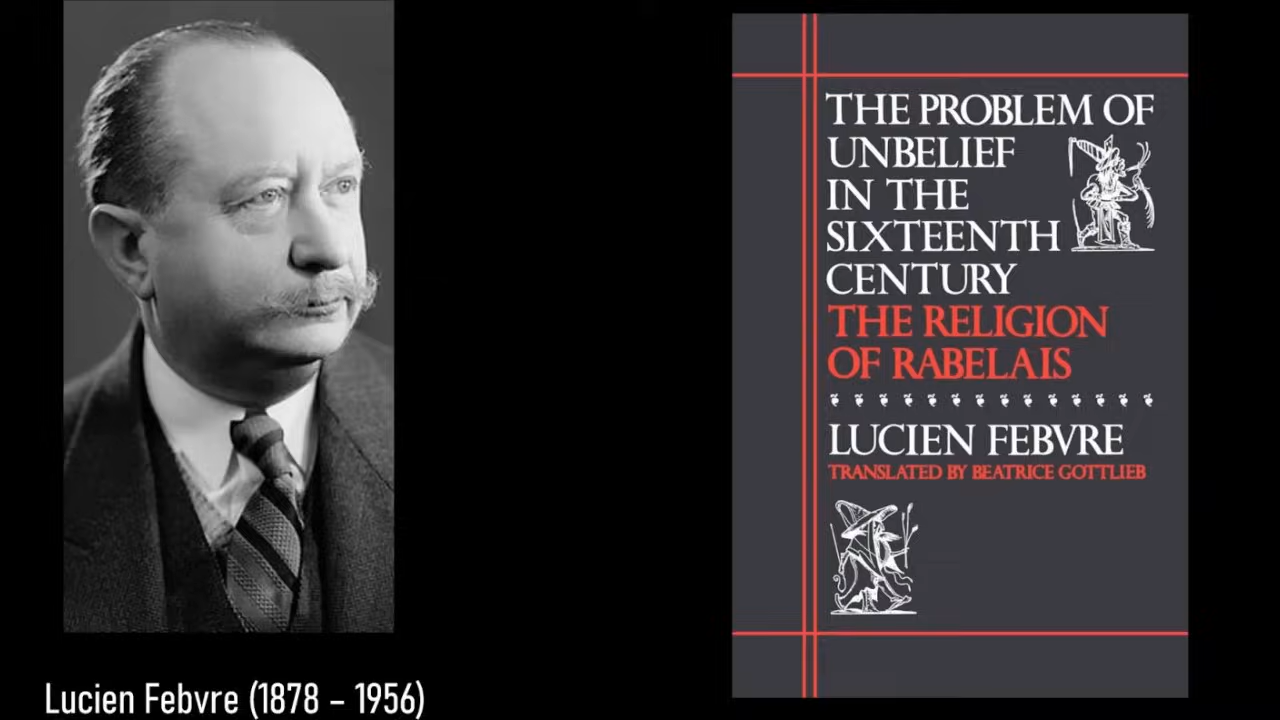 THE PROBLEM OF
UNBELIEF
IN THE
SIXTEENTH
CENTURY
THE RELIGION
OF RABELAIS
LUCIEN FEBVRE
TRANSLATED BY BEATRICE GOTTLIEB
Lucien Febvre (1878 – 1956)